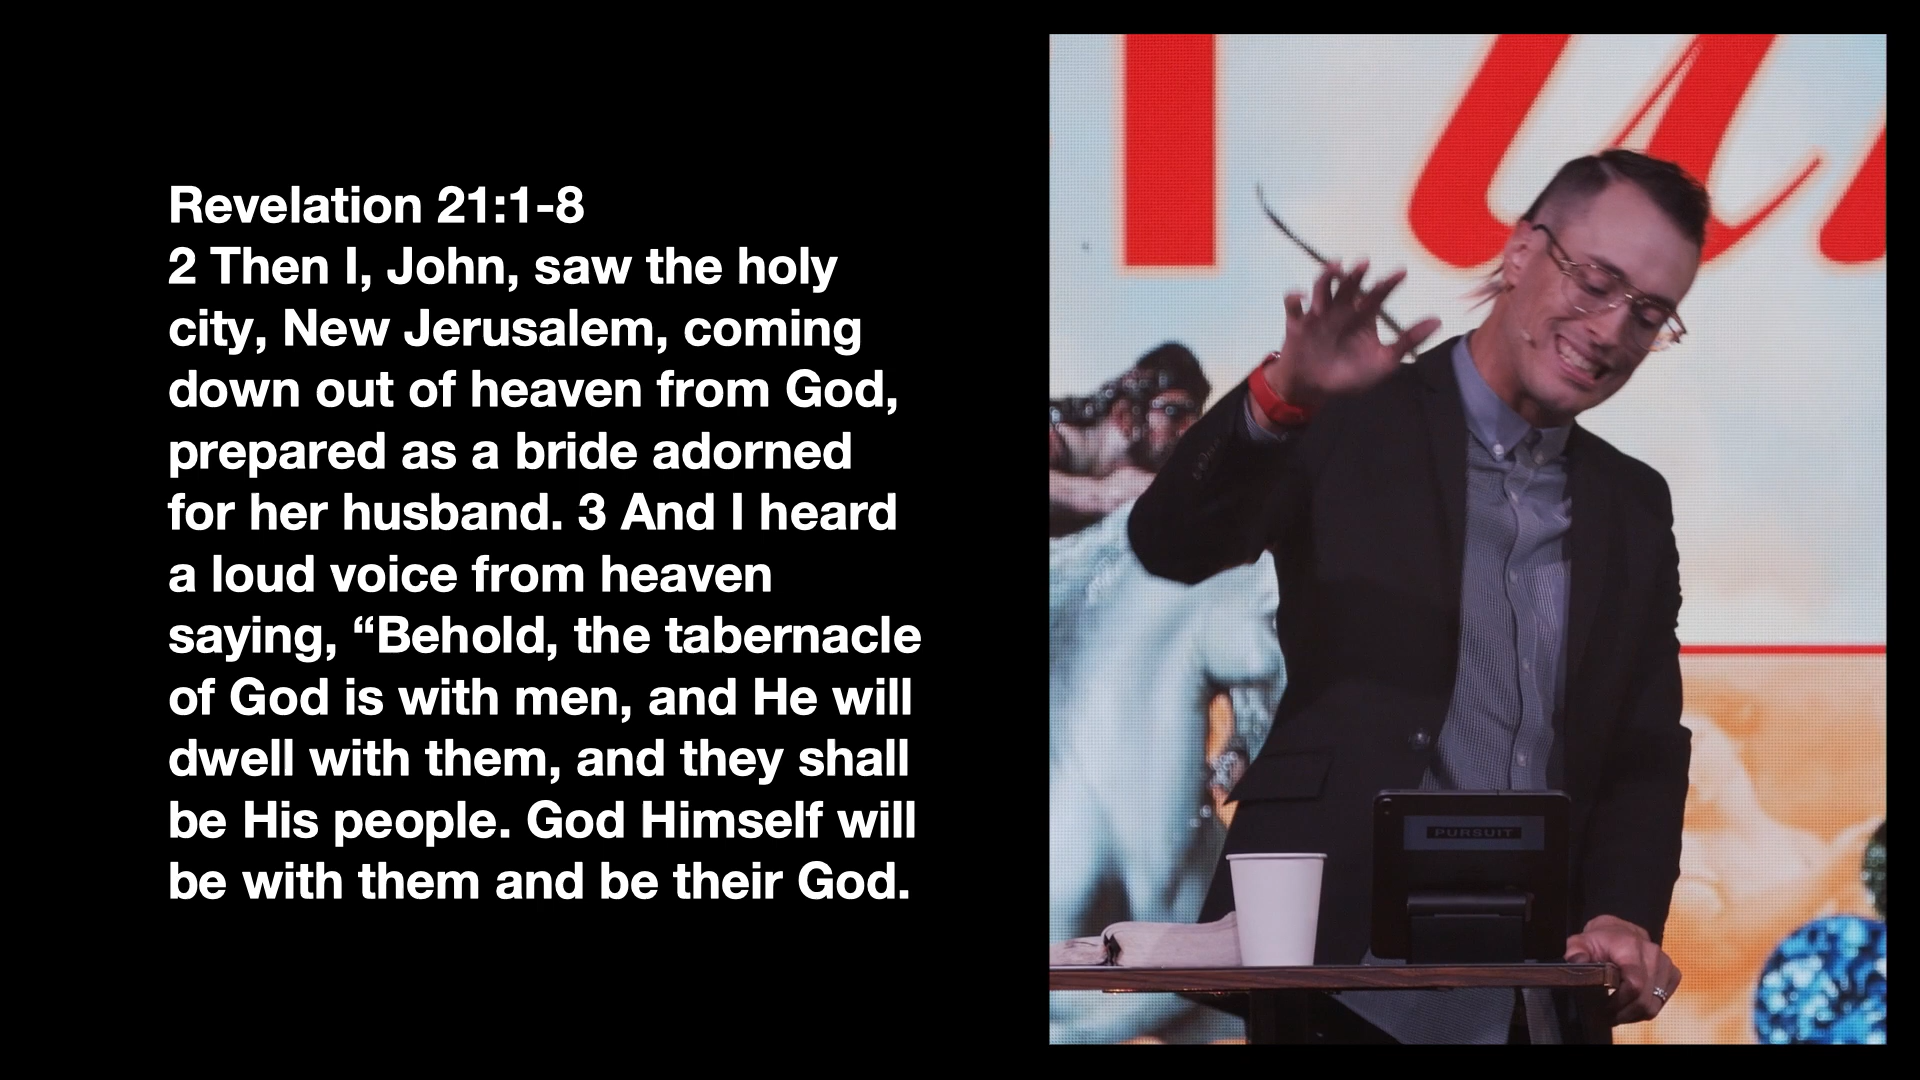 Revelation 21:1-8
2 Then I, John, saw the holy
city, New Jerusalem, coming
down out of heaven from God,
prepared as a bride adorned
for her husband. 3 And I heard
a loud voice from heaven
saying, “Behold, the tabernacle
of God is with men, and He will
dwell with them, and they shall
be His people. God Himself will
be with them and be their God.
PURSUIT